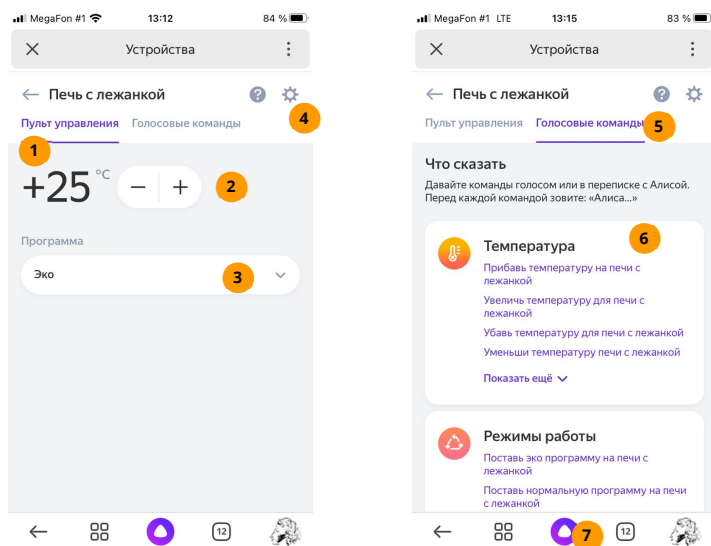 MegaFon #1 13:12 84 %
Устройства
Печь с лежанкой
?
4
Пульт управления Голосовые команды
1
+25 °C − + 2
Программа
Эко 3
12
MegaFon #1 LTE 13:15 83 %
Устройства
Печь с лежанкой
?
Пульт управления Голосовые команды 5
Что сказать
Давайте команды голосом или в переписке с Алисой.
Перед каждой командой зовите: «Алиса...»
6
Температура
Прибавь температуру на печи с
лежанкой
Увеличь температуру для печи с
лежанкой
Убавь температуру для печи с лежанкой
Уменьши температуру печи с лежанкой
Показать ещё
Режимы работы
Поставь эко программу на печи с
лежанкой
Поставь нормальную программу на печи
с лежанкой
7 12